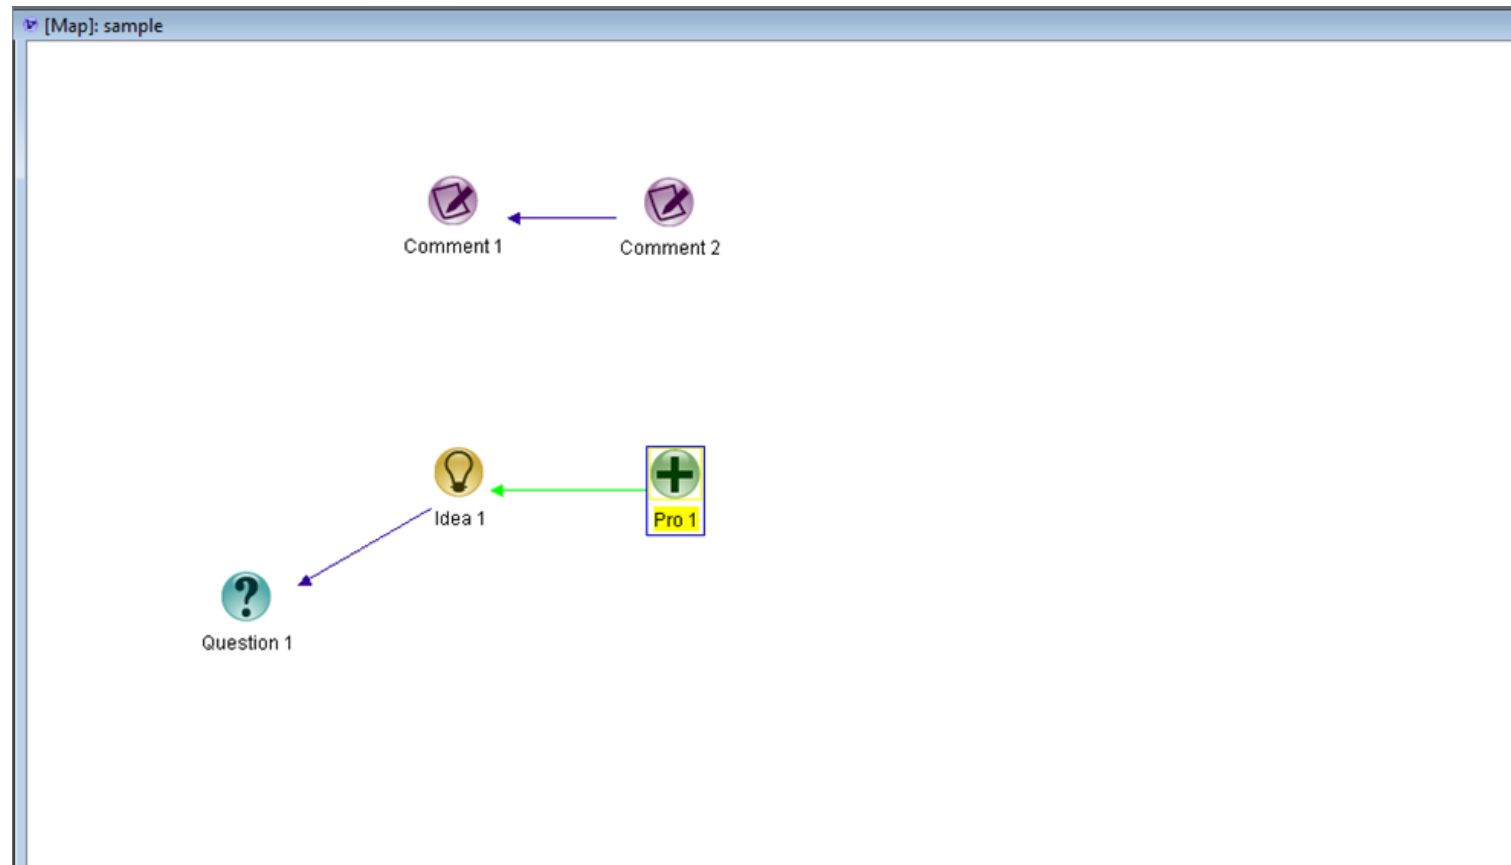 [Map]: sample
Comment 1
Comment 2
Idea 1
Pro 1
Question 1